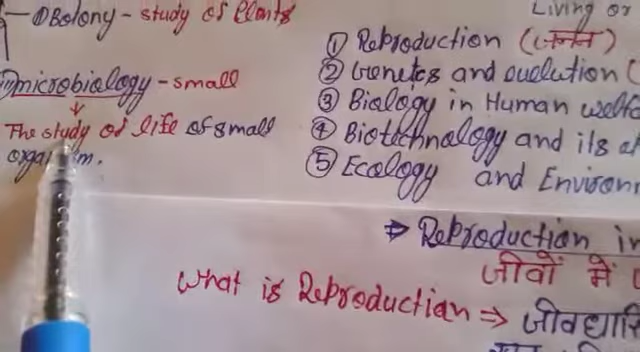 ① Botony - study of Plants
microbiology - small
The study of life of small
organism.
Living or
① Reproduction (जनन)
② Genetics and evelution (
③ Biology in Human welfa
④ Biotechnology and its a
⑤ Ecology and Environ
⇒ Reproduction in
जीवों में
What is Reproduction ⇒ जीवधारि